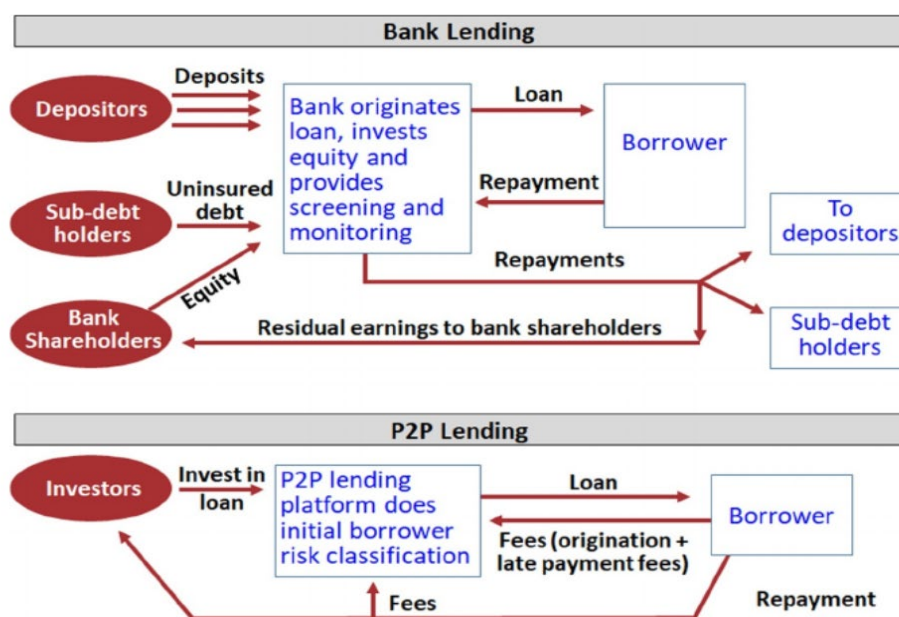 Bank Lending
Deposits
Depositors
Uninsured
debt
Sub-debt
holders
Equity
Bank
Shareholders
Bank originates
loan, invests
equity and
provides
screening and
monitoring
Loan
Repayment
Borrower
Repayments
To
depositors
Sub-debt
holders
Residual earnings to bank shareholders
P2P Lending
Investors
Invest in
loan
P2P lending
platform does
initial borrower
risk classification
Loan
Fees (origination +
late payment fees)
Borrower
Fees
Repayment